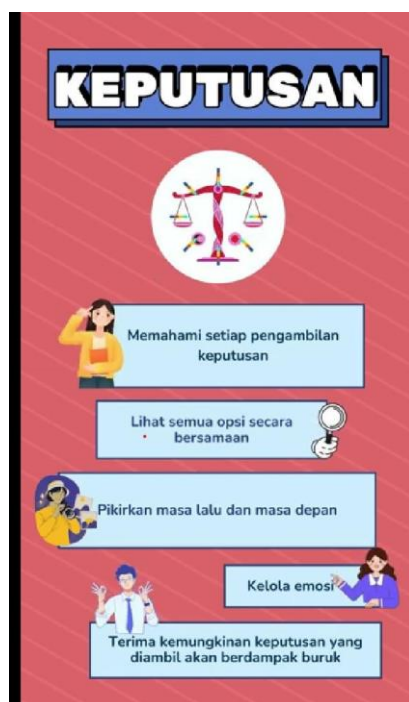 KEPUTUSAN
Memahami setiap pengambilan
keputusan
Lihat semua opsi secara
bersamaan
Pikirkan masa lalu dan masa depan
Kelola emosi
Terima kemungkinan keputusan yang
diambil akan berdampak buruk